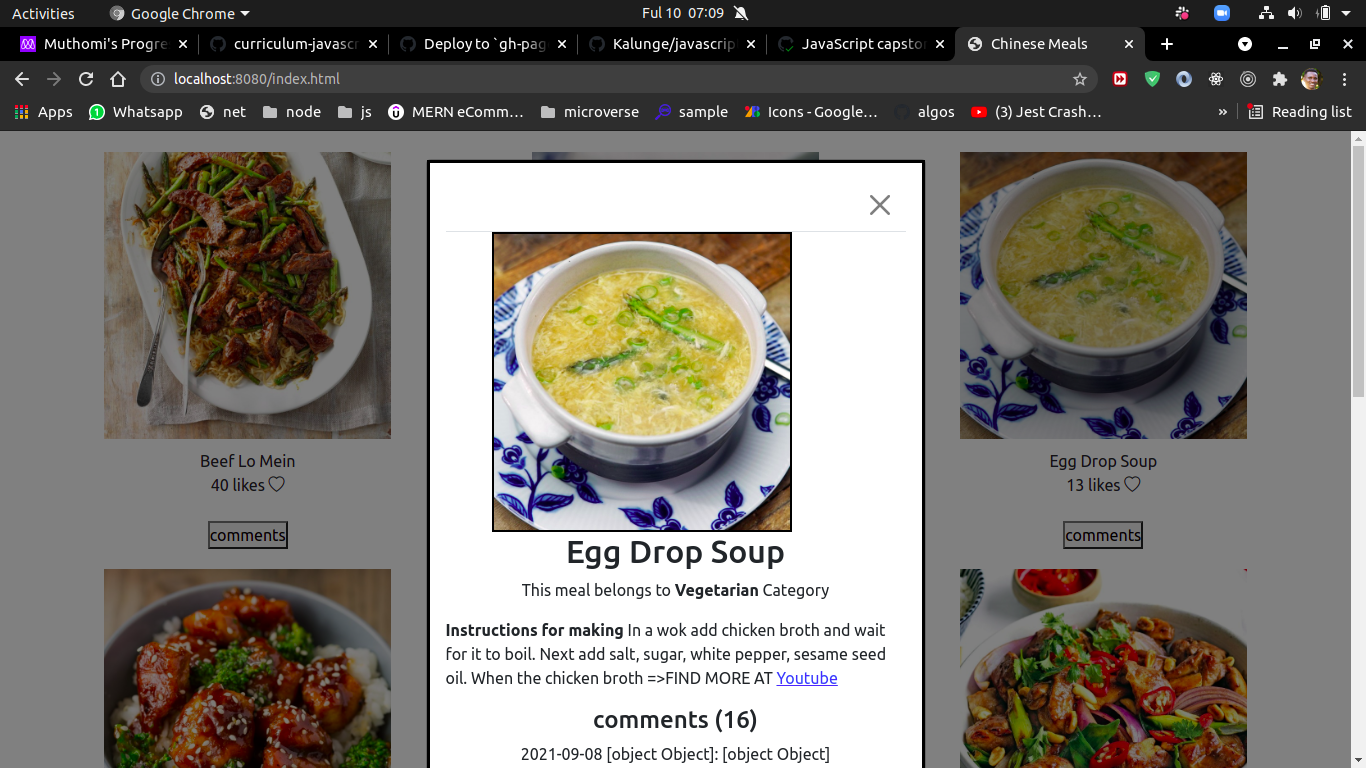 Activities Google Chrome Ful 10 07:09
Muthomi's Progre curriculum-javascr Deploy to `gh-pag Kalunge/javascrip JavaScript capsto Chinese Meals
localhost:8080/index.html
Apps Whatsapp net node js MERN eComm… microverse sample Icons - Google… algos (3) Jest Crash… » Reading list
Beef Lo Mein
40 likes
comments
Egg Drop Soup
This meal belongs to Vegetarian Category
Instructions for making In a wok add chicken broth and wait
for it to boil. Next add salt, sugar, white pepper, sesame seed
oil. When the chicken broth =>FIND MORE AT Youtube
comments (16)
2021-09-08 [object Object]: [object Object]
Egg Drop Soup
13 likes
comments